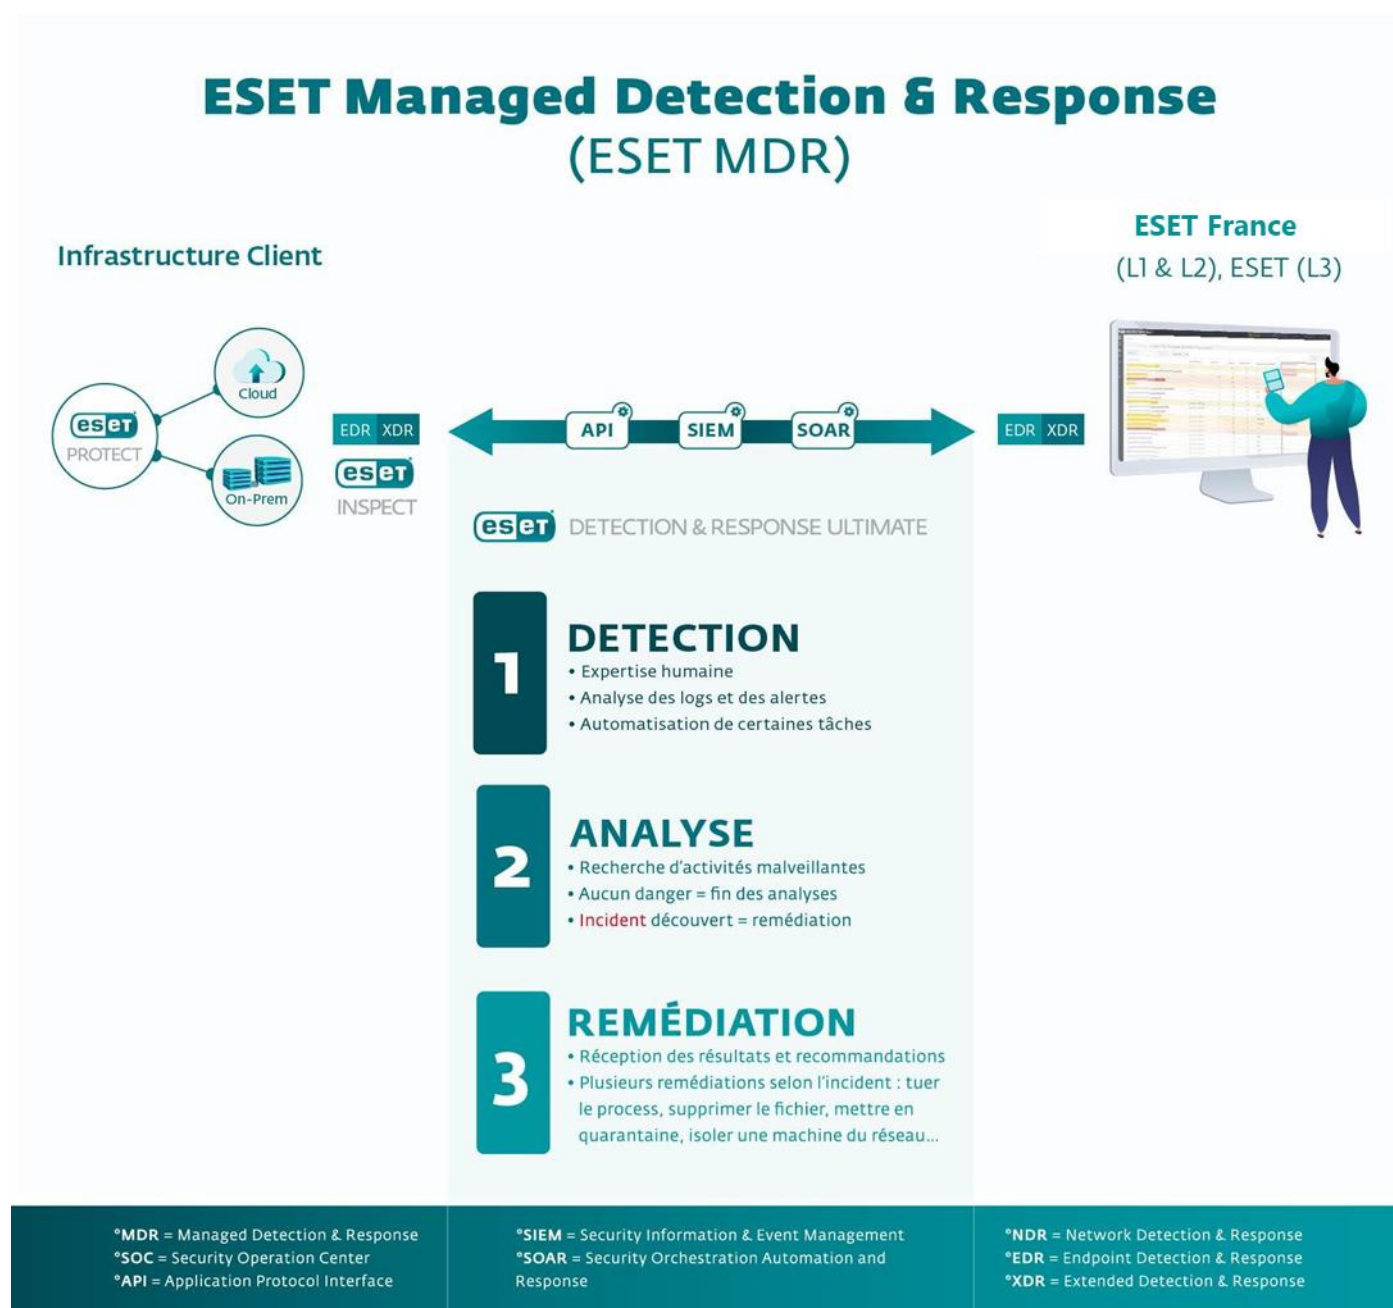 ESET Managed Detection & Response
(ESET MDR)
Infrastructure Client
ESET France
(L1 & L2), ESET (L3)
Cloud
eset
PROTECT
On-Prem
EDR XDR
eset
INSPECT
API
SIEM
SOAR
EDR XDR
eset DETECTION & RESPONSE ULTIMATE
1
DETECTION
• Expertise humaine
• Analyse des logs et des alertes
• Automatisation de certaines tâches
2
ANALYSE
• Recherche d'activités malveillantes
• Aucun danger = fin des analyses
• Incident découvert = remédiation
3
REMÉDIATION
• Réception des résultats et recommandations
• Plusieurs remédiations selon l'incident : tuer
le process, supprimer le fichier, mettre en
quarantaine, isoler une machine du réseau...
°MDR = Managed Detection & Response
°SOC = Security Operation Center
°API = Application Protocol Interface
°SIEM = Security Information & Event Management
°SOAR = Security Orchestration Automation and
Response
°NDR = Network Detection & Response
°EDR = Endpoint Detection & Response
°XDR = Extended Detection & Response